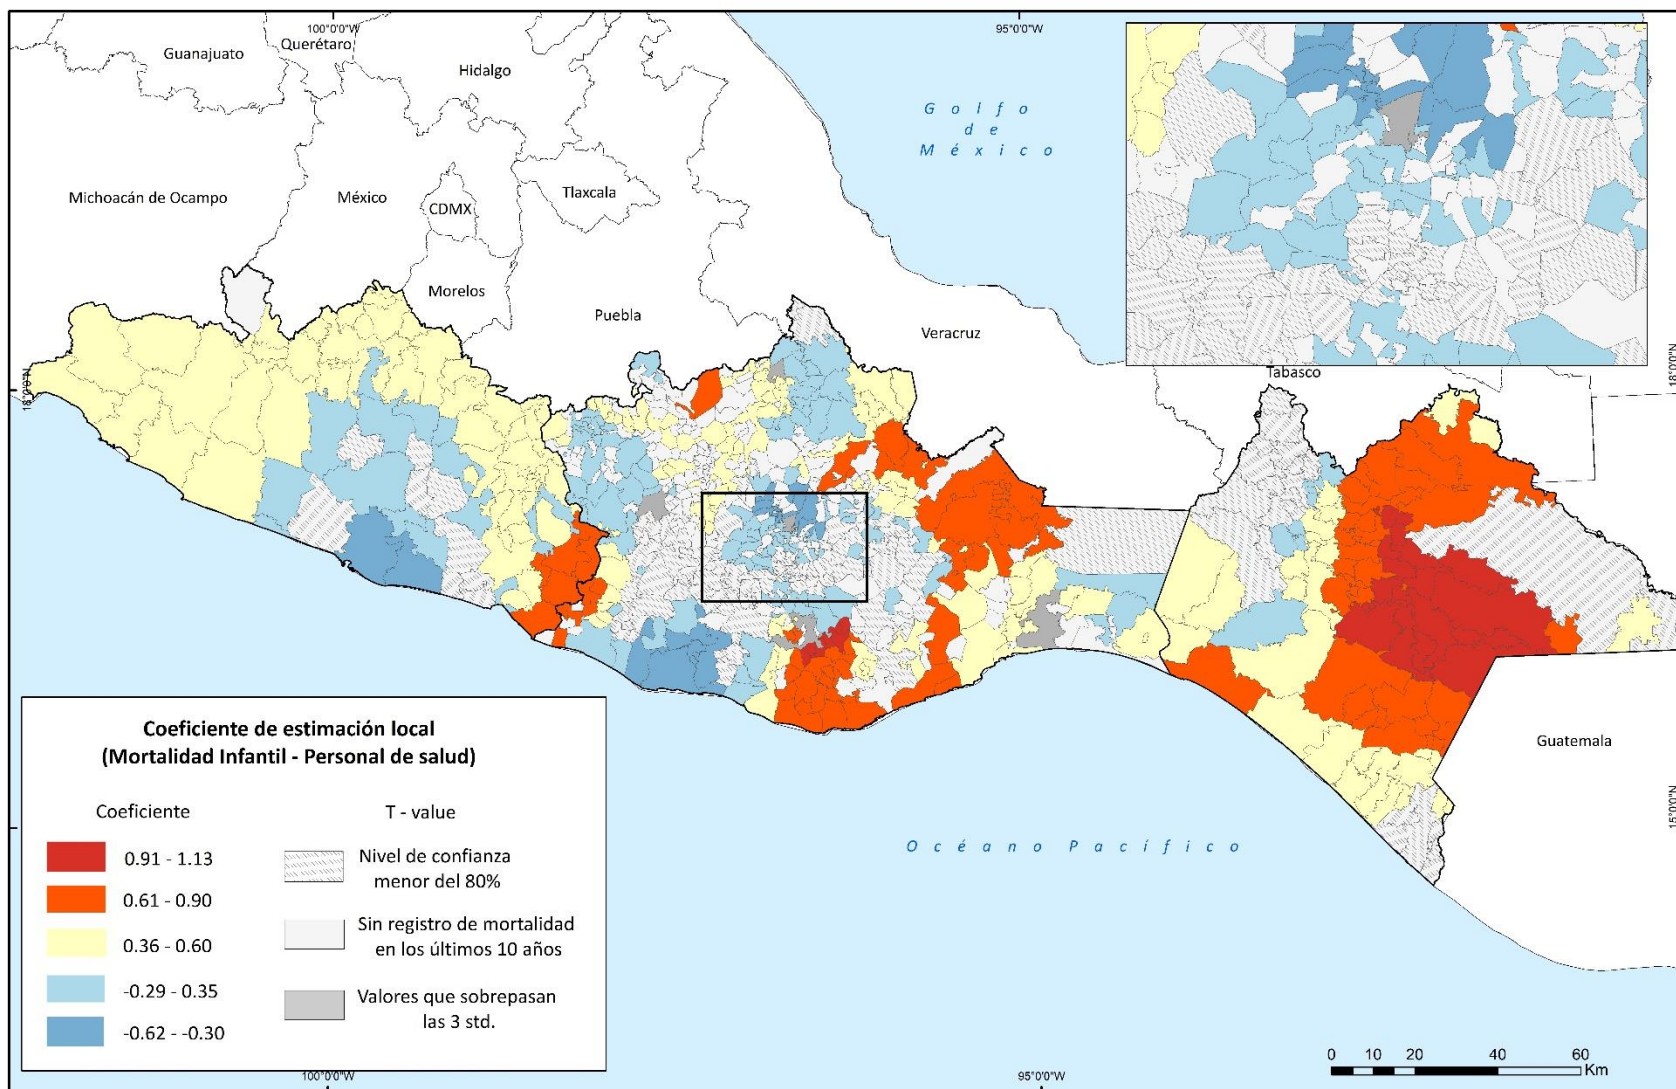 100°0'0"W
95°0'0"W
Guanajuato
Querétaro
Hidalgo
Golfo
de
México
Michoacán de Ocampo
México
CDMX
Tlaxcala
Morelos
Puebla
Veracruz
Tabasco
18°0'0"N
18°0'0"N
Guatemala
15°0'0"N
Océano Pacífico
Coeficiente de estimación local
(Mortalidad Infantil - Personal de salud)
Coeficiente
T - value
0.91 - 1.13
0.61 - 0.90
0.36 - 0.60
-0.29 - 0.35
-0.62 - -0.30
Nivel de confianza
menor del 80%
Sin registro de mortalidad
en los últimos 10 años
Valores que sobrepasan
las 3 std.
0 10 20 40 60
Km
100°0'0"W
95°0'0"W